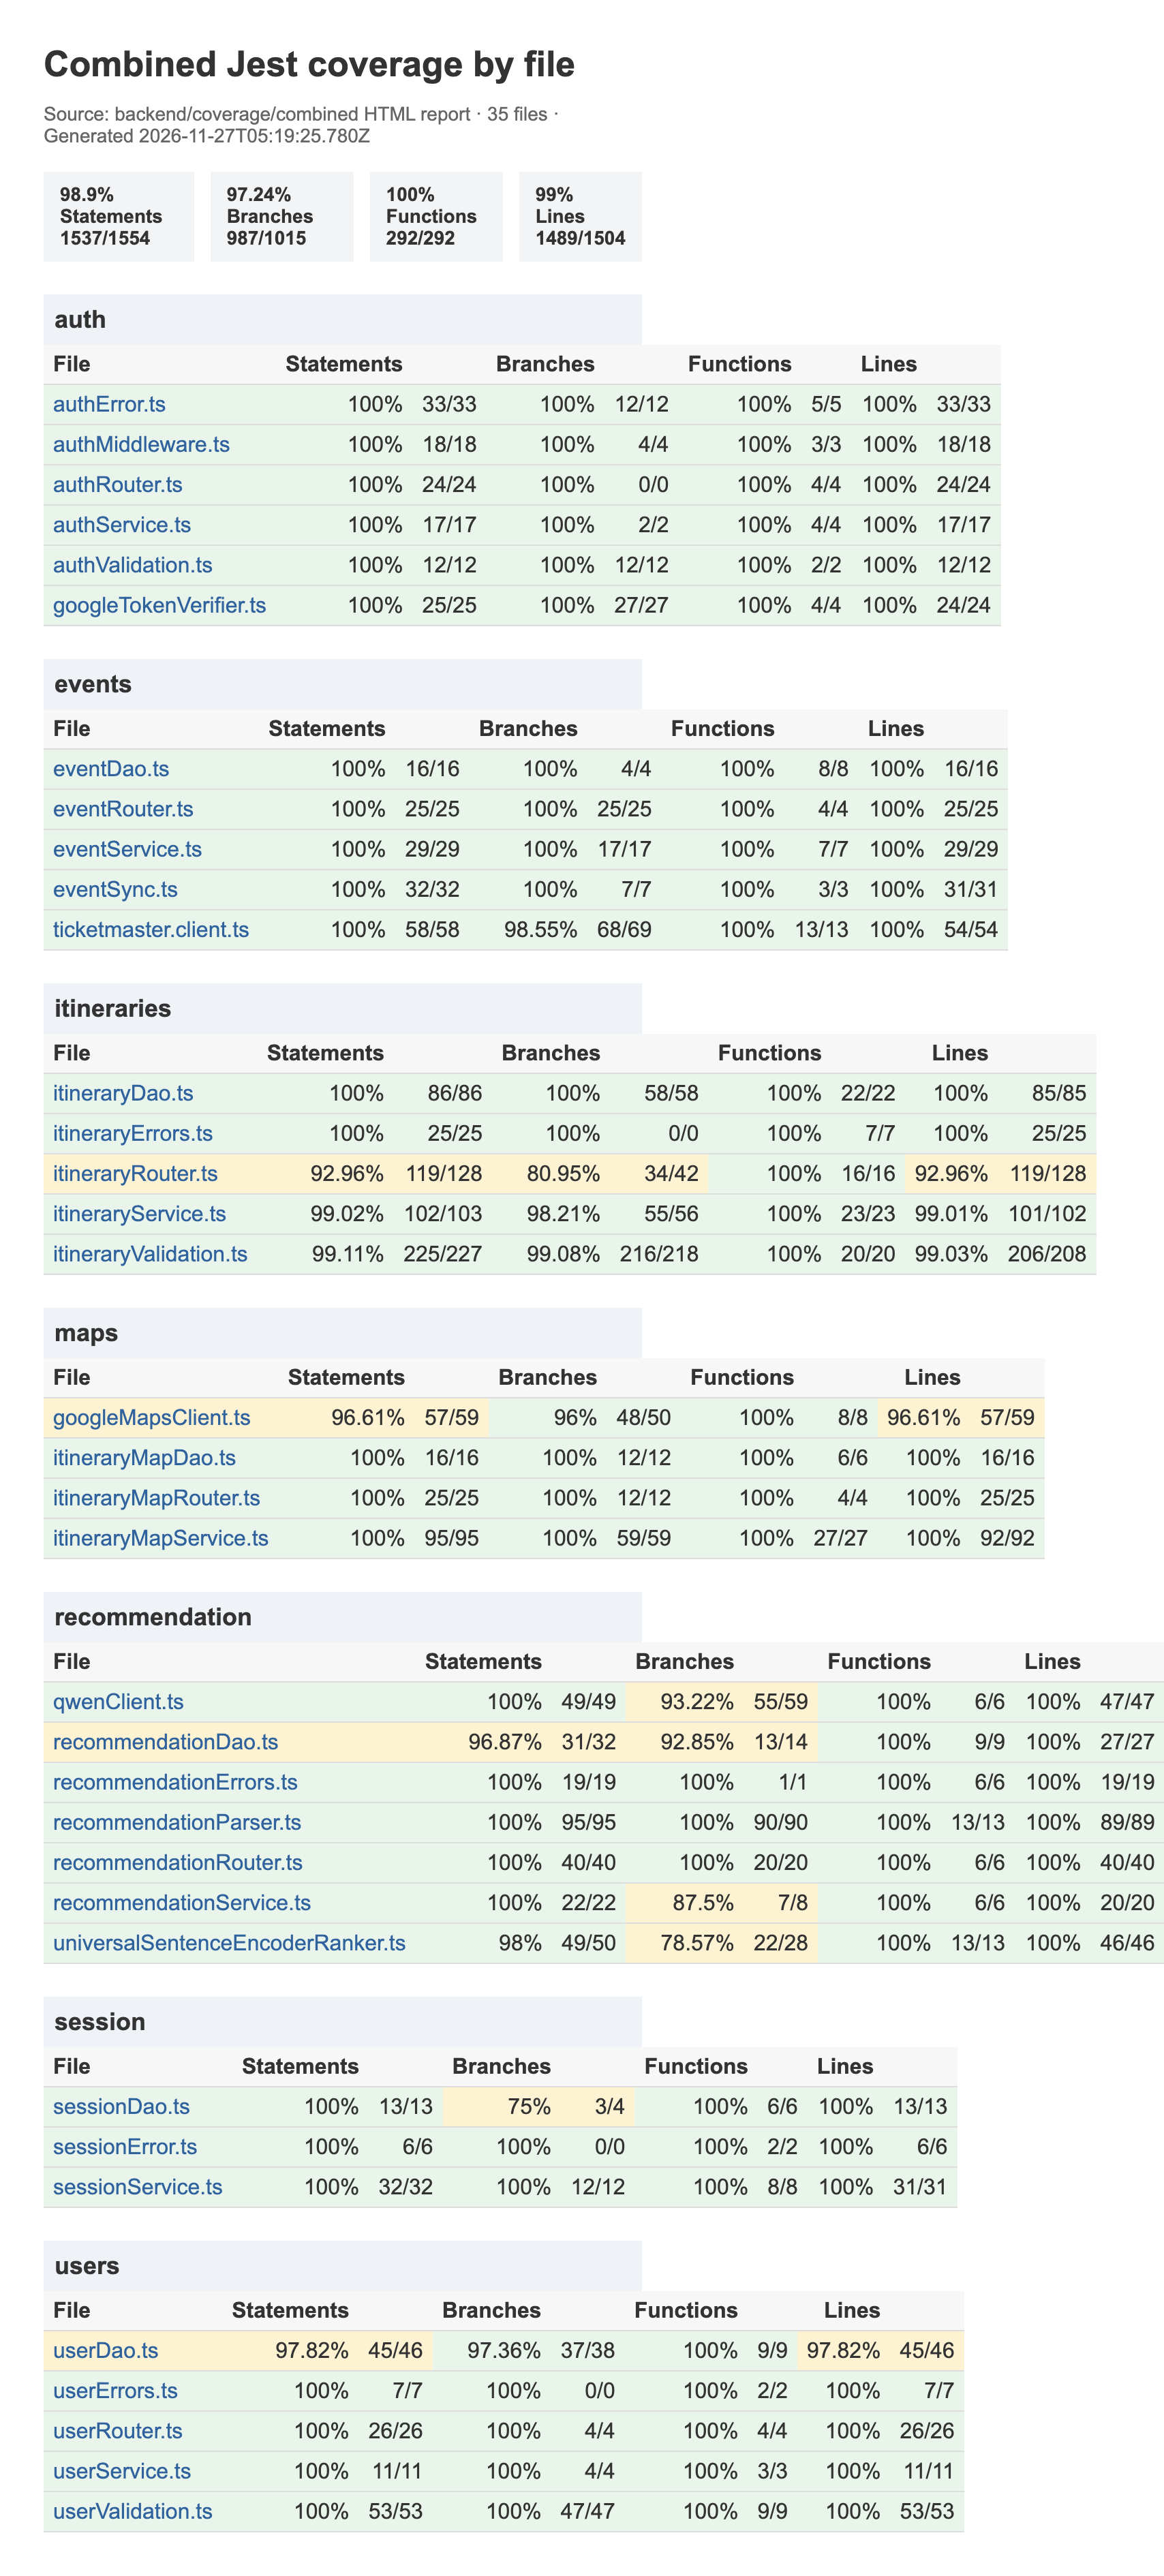 Combined Jest coverage by file
Source: backend/coverage/combined HTML report · 35 files ·
Generated 2026-11-27T05:19:25.780Z
98.9% 97.24% 100% 99%
Statements Branches Functions Lines
1537/1554 987/1015 292/292 1489/1504
auth
File Statements Branches Functions Lines
authError.ts 100% 33/33 100% 12/12 100% 5/5 100% 33/33
authMiddleware.ts 100% 18/18 100% 4/4 100% 3/3 100% 18/18
authRouter.ts 100% 24/24 100% 0/0 100% 4/4 100% 24/24
authService.ts 100% 17/17 100% 2/2 100% 4/4 100% 17/17
authValidation.ts 100% 12/12 100% 12/12 100% 2/2 100% 12/12
googleTokenVerifier.ts 100% 25/25 100% 27/27 100% 4/4 100% 24/24
events
File Statements Branches Functions Lines
eventDao.ts 100% 16/16 100% 4/4 100% 8/8 100% 16/16
eventRouter.ts 100% 25/25 100% 25/25 100% 4/4 100% 25/25
eventService.ts 100% 29/29 100% 17/17 100% 7/7 100% 29/29
eventSync.ts 100% 32/32 100% 7/7 100% 3/3 100% 31/31
ticketmaster.client.ts 100% 58/58 98.55% 68/69 100% 13/13 100% 54/54
itineraries
File Statements Branches Functions Lines
itineraryDao.ts 100% 86/86 100% 58/58 100% 22/22 100% 85/85
itineraryErrors.ts 100% 25/25 100% 0/0 100% 7/7 100% 25/25
itineraryRouter.ts 92.96% 119/128 80.95% 34/42 100% 16/16 92.96% 119/128
itineraryService.ts 99.02% 102/103 98.21% 55/56 100% 23/23 99.01% 101/102
itineraryValidation.ts 99.11% 225/227 99.08% 216/218 100% 20/20 99.03% 206/208
maps
File Statements Branches Functions Lines
googleMapsClient.ts 96.61% 57/59 96% 48/50 100% 8/8 96.61% 57/59
itineraryMapDao.ts 100% 16/16 100% 12/12 100% 6/6 100% 16/16
itineraryMapRouter.ts 100% 25/25 100% 12/12 100% 4/4 100% 25/25
itineraryMapService.ts 100% 95/95 100% 59/59 100% 27/27 100% 92/92
recommendation
File Statements Branches Functions Lines
qwenClient.ts 100% 49/49 93.22% 55/59 100% 6/6 100% 47/47
recommendationDao.ts 96.87% 31/32 92.85% 13/14 100% 9/9 100% 27/27
recommendationErrors.ts 100% 19/19 100% 1/1 100% 6/6 100% 19/19
recommendationParser.ts 100% 95/95 100% 90/90 100% 13/13 100% 89/89
recommendationRouter.ts 100% 40/40 100% 20/20 100% 6/6 100% 40/40
recommendationService.ts 100% 22/22 87.5% 7/8 100% 6/6 100% 20/20
universalSentenceEncoderRanker.ts 98% 49/50 78.57% 22/28 100% 13/13 100% 46/46
session
File Statements Branches Functions Lines
sessionDao.ts 100% 13/13 75% 3/4 100% 6/6 100% 13/13
sessionError.ts 100% 6/6 100% 0/0 100% 2/2 100% 6/6
sessionService.ts 100% 32/32 100% 12/12 100% 8/8 100% 31/31
users
File Statements Branches Functions Lines
userDao.ts 97.82% 45/46 97.36% 37/38 100% 9/9 97.82% 45/46
userErrors.ts 100% 7/7 100% 0/0 100% 2/2 100% 7/7
userRouter.ts 100% 26/26 100% 4/4 100% 4/4 100% 26/26
userService.ts 100% 11/11 100% 4/4 100% 3/3 100% 11/11
userValidation.ts 100% 53/53 100% 47/47 100% 9/9 100% 53/53